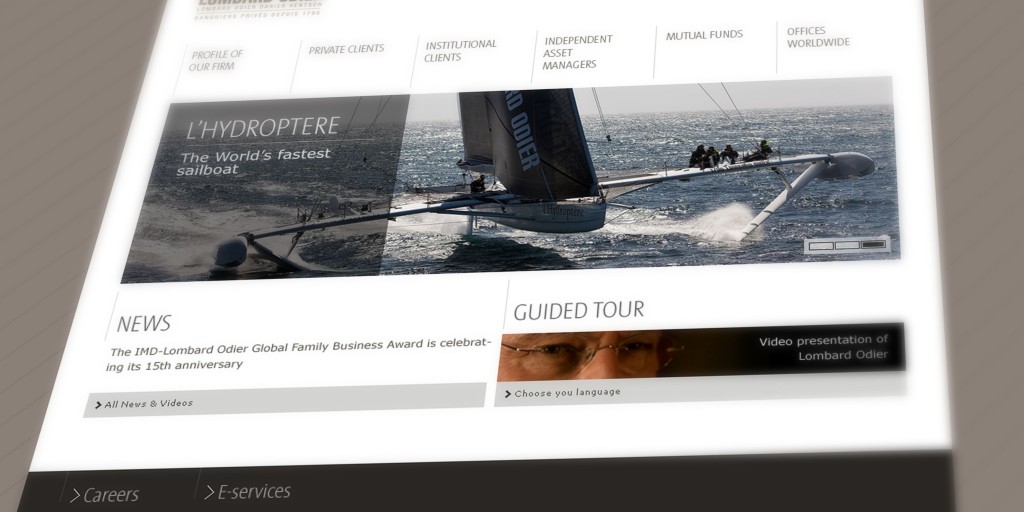 LOMBARD ODIER DARIER HENTSCH
BANQUIERS PRIVÉS DEPUIS 1796
PROFILE OF
OUR FIRM
PRIVATE CLIENTS
INSTITUTIONAL
CLIENTS
INDEPENDENT
ASSET
MANAGERS
MUTUAL FUNDS
OFFICES
WORLDWIDE
L'HYDROPTERE
The World's fastest
sailboat
RD ODIER
l'Hydroptère
NEWS
The IMD-Lombard Odier Global Family Business Award is celebrat-
ing its 15th anniversary
All News & Videos
GUIDED TOUR
Video presentation of
Lombard Odier
Choose you language
Careers
E-services